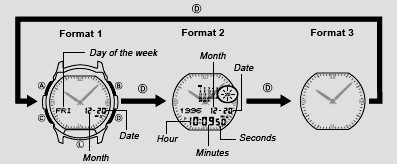 D
Format 1
Format 2
Format 3
Day of the week
Month
Date
A
B
C
D
L
FRI 12-20
D
1996 12-20
10:09 50
D
Date
Month
Hour
Seconds
Minutes